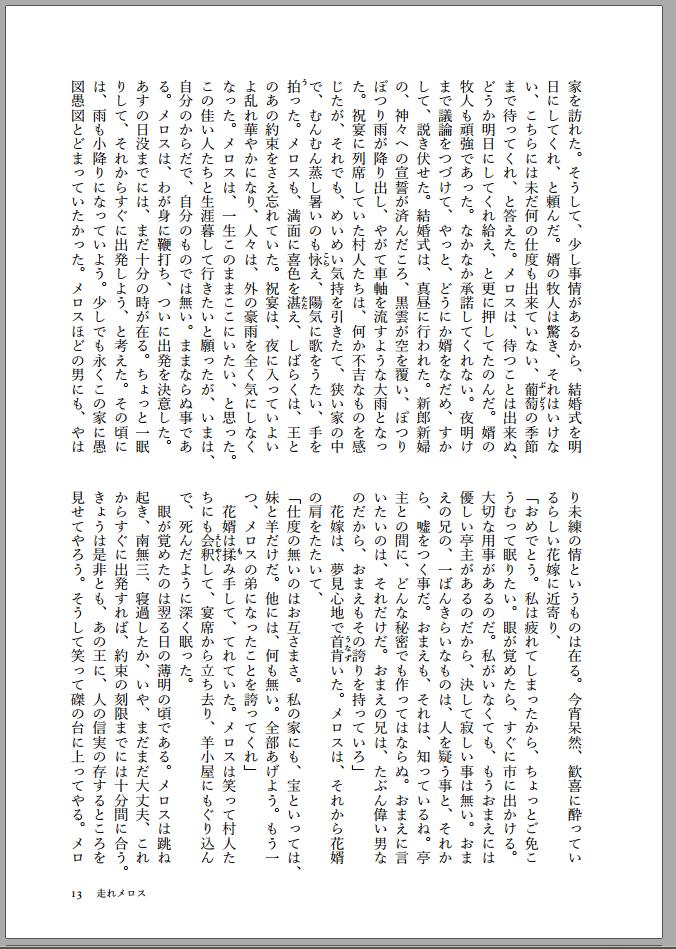 家を訪れた。そうして、少し事情があるから、結婚式を明
日にしてくれ、と頼んだ。婿の牧人は驚き、それはいけな
い、こちらには未だ何の仕度も出来ていない、葡萄の季節
まで待ってくれ、と答えた。メロスは、待つことは出来ぬ、
どうか明日にしてくれ給え、と更に押してたのんだ。婿の
牧人も頑強であった。なかなか承諾してくれない。夜明け
まで議論をつづけて、やっと、どうにか婿をなだめ、すか
して、説き伏せた。結婚式は、真昼に行われた。新郎新婦
の、神々への宣誓が済んだころ、黒雲が空を覆い、ぽつり
ぽつり雨が降り出し、やがて車軸を流すような大雨となっ
た。祝宴に列席していた村人たちは、何か不吉なものを感
じたが、それでも、めいめい気持を引きたて、狭い家の中
で、むんむん蒸し暑いのも怺え、陽気に歌をうたい、手を
拍った。メロスも、満面に喜色を湛え、しばらくは、王と
のあの約束をさえ忘れていた。祝宴は、夜に入っていよい
よ乱れ華やかになり、人々は、外の豪雨を全く気にしなく
なった。メロスは、一生このままここにいたい、と思った。
この佳い人たちと生涯暮して行きたいと願ったが、いまは、
自分のからだで、自分のものでは無い。ままならぬ事であ
る。メロスは、わが身に鞭打ち、ついに出発を決意した。
あすの日没までには、まだ十分の時が在る。ちょっと一眠
りして、それからすぐに出発しよう、と考えた。その頃に
は、雨も小降りになっていよう。少しでも永くこの家に愚
図愚図とどまっていたかった。メロスほどの男にも、やは
り未練の情というものは在る。今宵呆然、歓喜に酔ってい
るらしい花嫁に近寄り、
「おめでとう。私は疲れてしまったから、ちょっとご免こ
うむって眠りたい。眼が覚めたら、すぐに市に出かける。
大切な用事があるのだ。私がいなくても、もうおまえには
優しい亭主があるのだから、決して寂しい事は無い。おま
えの兄の、一ばんきらいなものは、人を疑う事と、それか
ら、嘘をつく事だ。おまえも、それは、知っているね。亭
主との間に、どんな秘密でも作ってはならぬ。おまえに言
いたいのは、それだけだ。おまえの兄は、たぶん偉い男な
のだから、おまえもその誇りを持っていろ」
花嫁は、夢見心地で首肯いた。メロスは、それから花婿
の肩をたたいて、
「仕度の無いのはお互さまさ。私の家にも、宝といっては、
妹と羊だけだ。他には、何も無い。全部あげよう。もう一
つ、メロスの弟になったことを誇ってくれ」
花婿は揉み手して、てれていた。メロスは笑って村人た
ちにも会釈して、宴席から立ち去り、羊小屋にもぐり込ん
で、死んだように深く眠った。
眼が覚めたのは翌る日の薄明の頃である。メロスは跳ね
起き、南無三、寝過したか、いや、まだまだ大丈夫、これ
からすぐに出発すれば、約束の刻限までには十分間に合う。
きょうは是非とも、あの王に、人の信実の存するところを
見せてやろう。そうして笑って磔の台に上ってやる。メロ
13 走れメロス